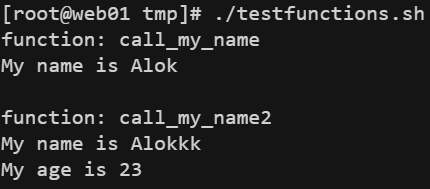 [root@web01 tmp]# ./testfunctions.sh
function: call_my_name
My name is Alok

function: call_my_name2
My name is Alokkk
My age is 23